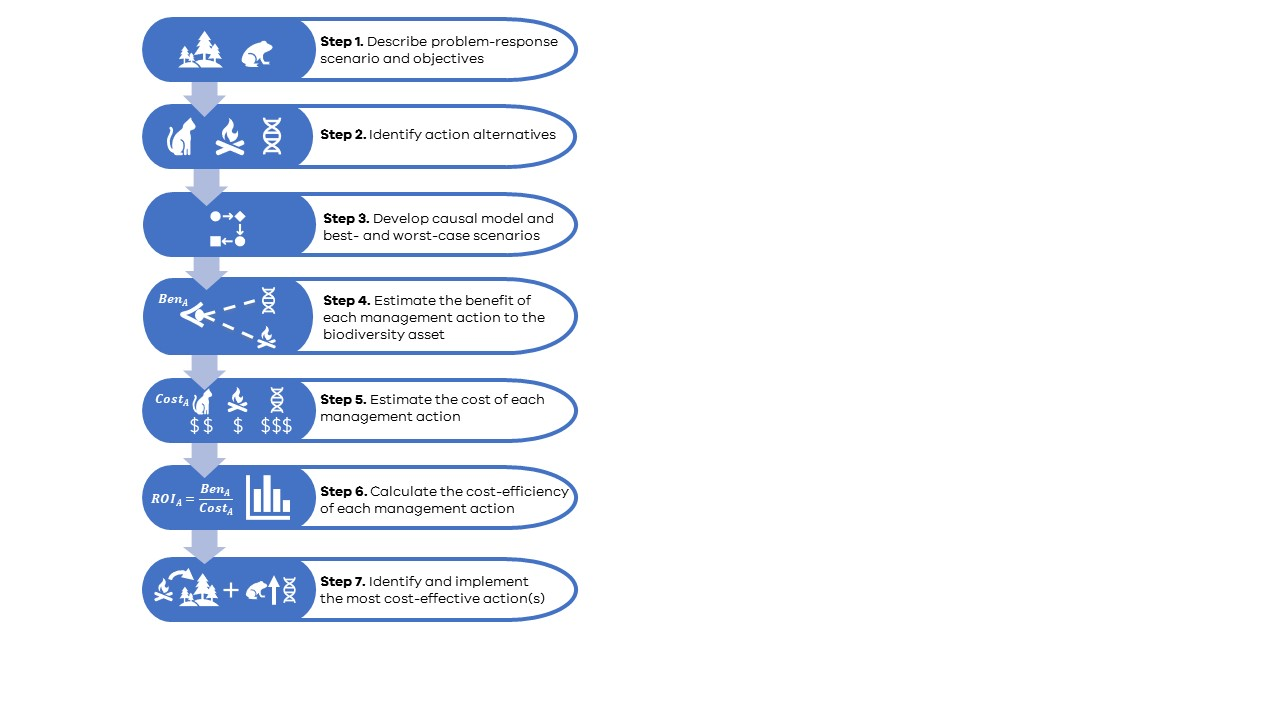 Step 1. Describe problem-response
scenario and objectives
Step 2. Identify action alternatives
Step 3. Develop causal model and
best- and worst-case scenarios
Ben_A
Step 4. Estimate the benefit of
each management action to the
biodiversity asset
Cost_A
$$ $ $$$
Step 5. Estimate the cost of each
management action
ROI_A = Ben_A / Cost_A
Step 6. Calculate the cost-efficiency
of each management action
+
Step 7. Identify and implement
the most cost-effective action(s)